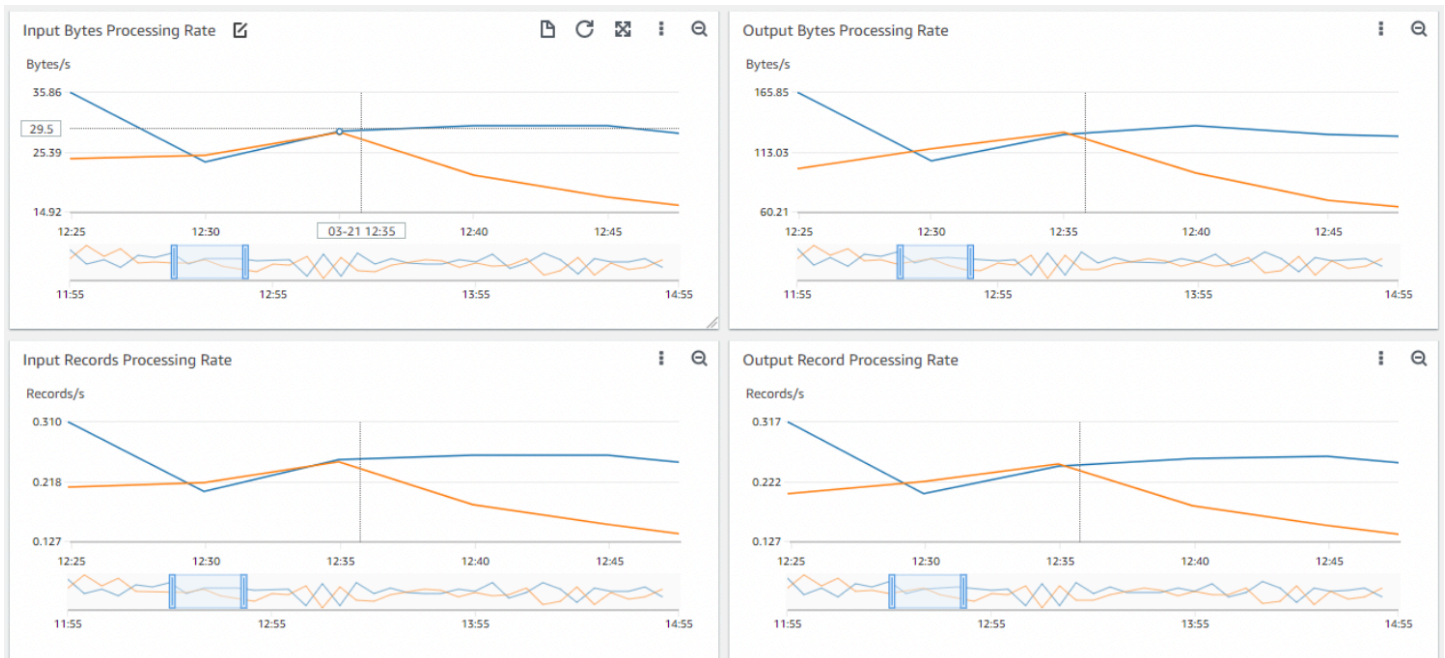 Input Bytes Processing Rate
Bytes/s
35.86
29.5
25.39
14.92
12:25 12:30 03-21 12:35 12:40 12:45
11:55 12:55 13:55 14:55
Output Bytes Processing Rate
Bytes/s
165.85
113.03
60.21
12:25 12:30 12:35 12:40 12:45
11:55 12:55 13:55 14:55
Input Records Processing Rate
Records/s
0.310
0.218
0.127
12:25 12:30 12:35 12:40 12:45
11:55 12:55 13:55 14:55
Output Record Processing Rate
Records/s
0.317
0.222
0.127
12:25 12:30 12:35 12:40 12:45
11:55 12:55 13:55 14:55